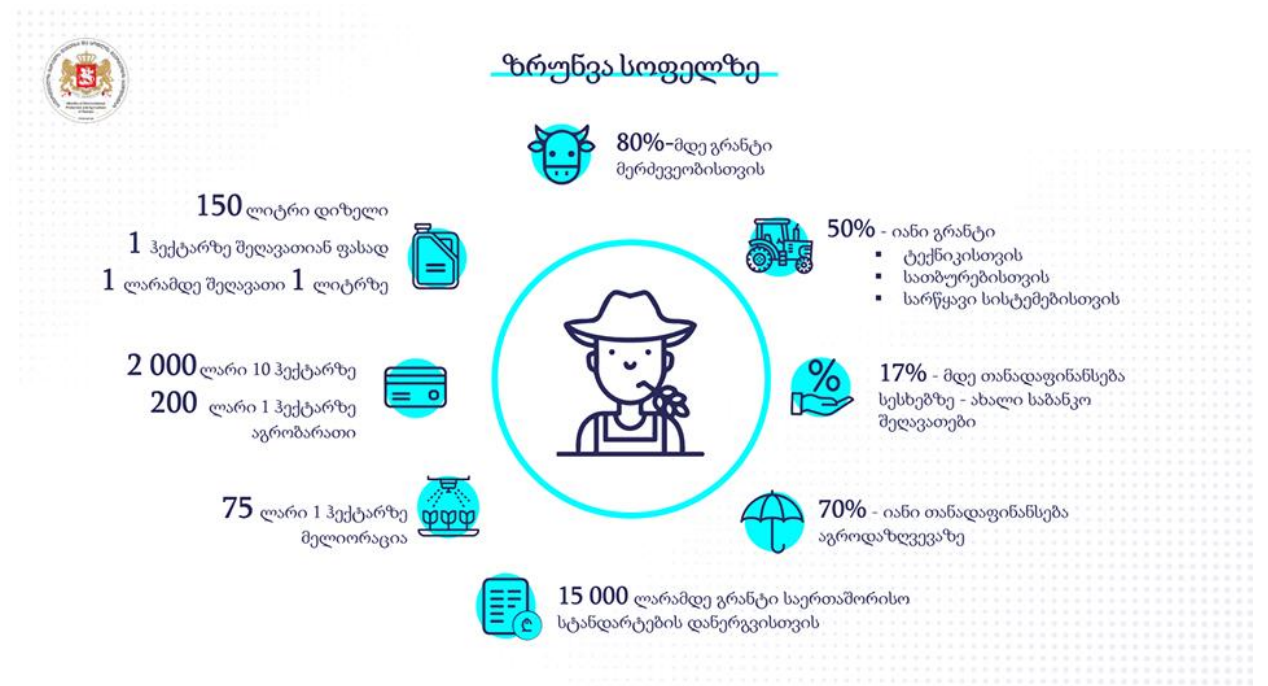 ზრუნვა სოფელზე
80%-მდე გრანტი
მერძევეობისთვის
150 ლიტრი დიზელი
1 ჰექტარზე შეღავათიან ფასად
1 ლარამდე შეღავათი 1 ლიტრზე
50% - იანი გრანტი
▪ ტექნიკისთვის
▪ სათბურებისთვის
▪ სარწყავი სისტემებისთვის
2 000 ლარი 10 ჰექტარზე
200 ლარი 1 ჰექტარზე
აგრობარათი
17% - მდე თანადაფინანსება
სესხებზე - ახალი საბანკო
შეღავათები
75 ლარი 1 ჰექტარზე
მელიორაცია
70% - იანი თანადაფინანსება
აგროდაზღვევაზე
15 000 ლარამდე გრანტი საერთაშორისო
სტანდარტების დანერგვისთვის
₾